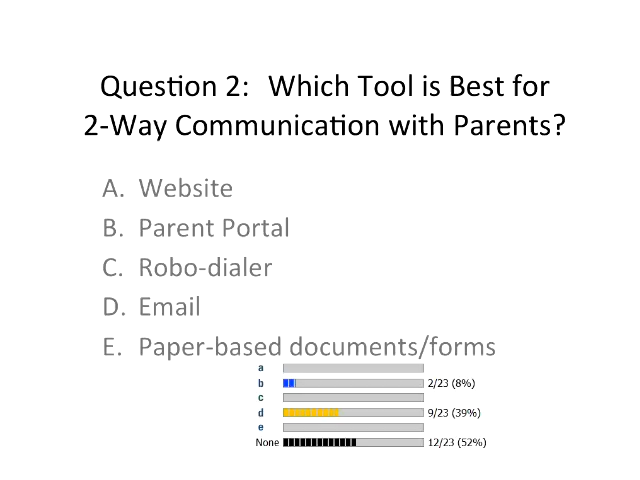 Question 2: Which Tool is Best for
2-Way Communication with Parents?
A. Website
B. Parent Portal
C. Robo-dialer
D. Email
E. Paper-based documents/forms
a
b 2/23 (8%)
c
d 9/23 (39%)
e
None 12/23 (52%)